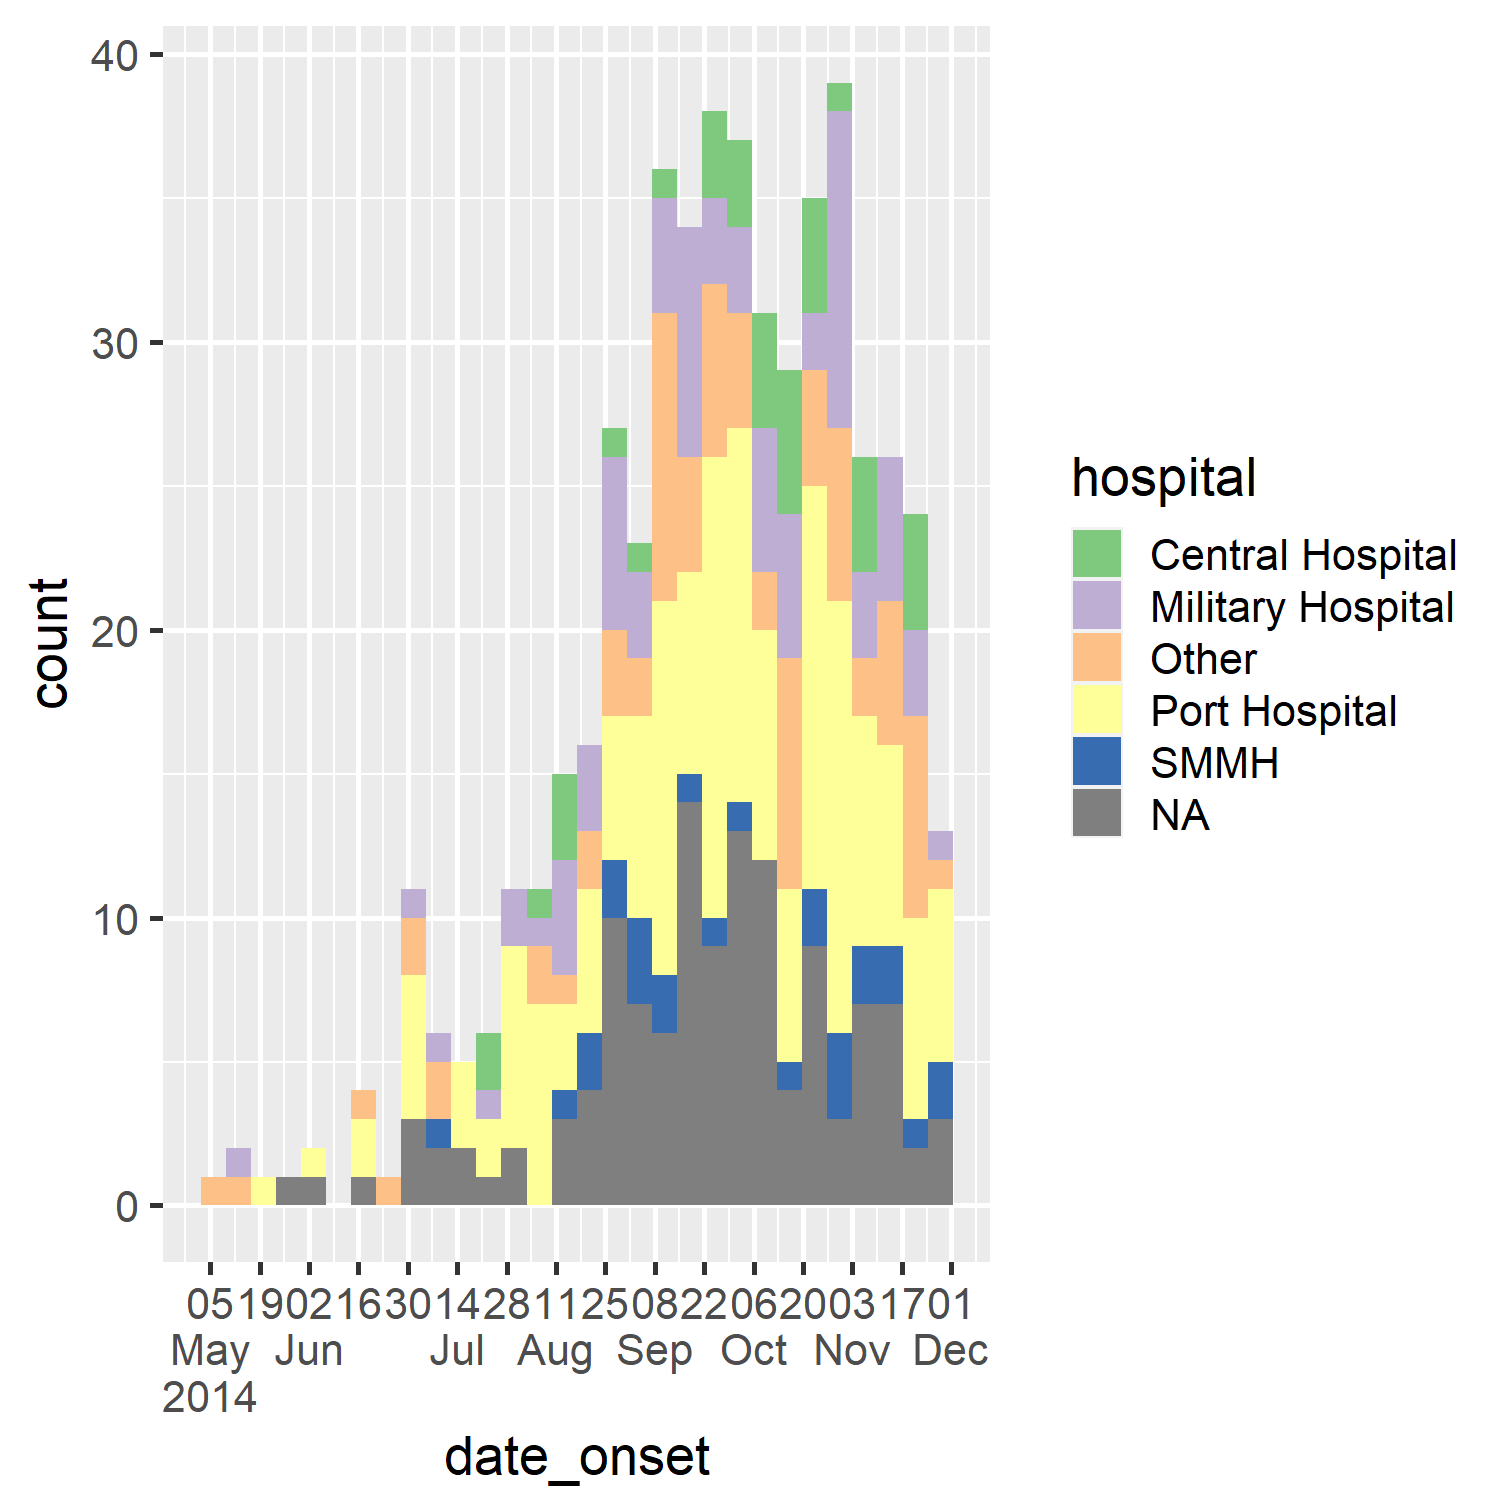 40
30
20
10
0
count
05 19 02 16 30 14 28 11 25 08 22 06 20 03 17 01
May Jun Jul Aug Sep Oct Nov Dec
2014
date_onset
hospital
Central Hospital
Military Hospital
Other
Port Hospital
SMMH
NA